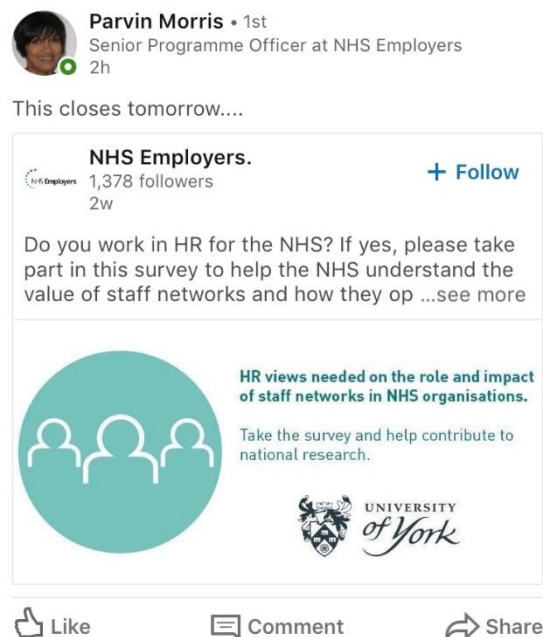 Parvin Morris • 1st
Senior Programme Officer at NHS Employers
2h
This closes tomorrow....
NHS Employers.
NHS Employers
1,378 followers
+ Follow
2w
Do you work in HR for the NHS? If yes, please take
part in this survey to help the NHS understand the
value of staff networks and how they op ...see more
HR views needed on the role and impact
of staff networks in NHS organisations.
Take the survey and help contribute to
national research.
UNIVERSITY
of York
Like
Comment
Share